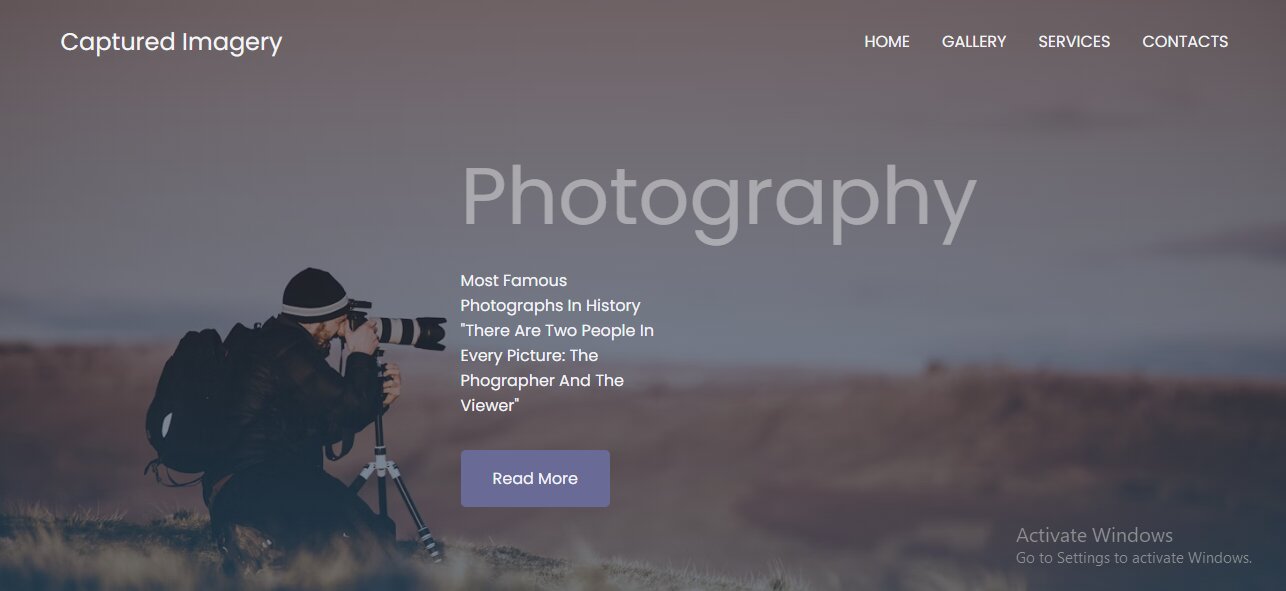 Captured Imagery
HOME GALLERY SERVICES CONTACTS
Photography
Most Famous
Photographs In History
"There Are Two People In
Every Picture: The
Phographer And The
Viewer"
Read More
Activate Windows
Go to Settings to activate Windows.